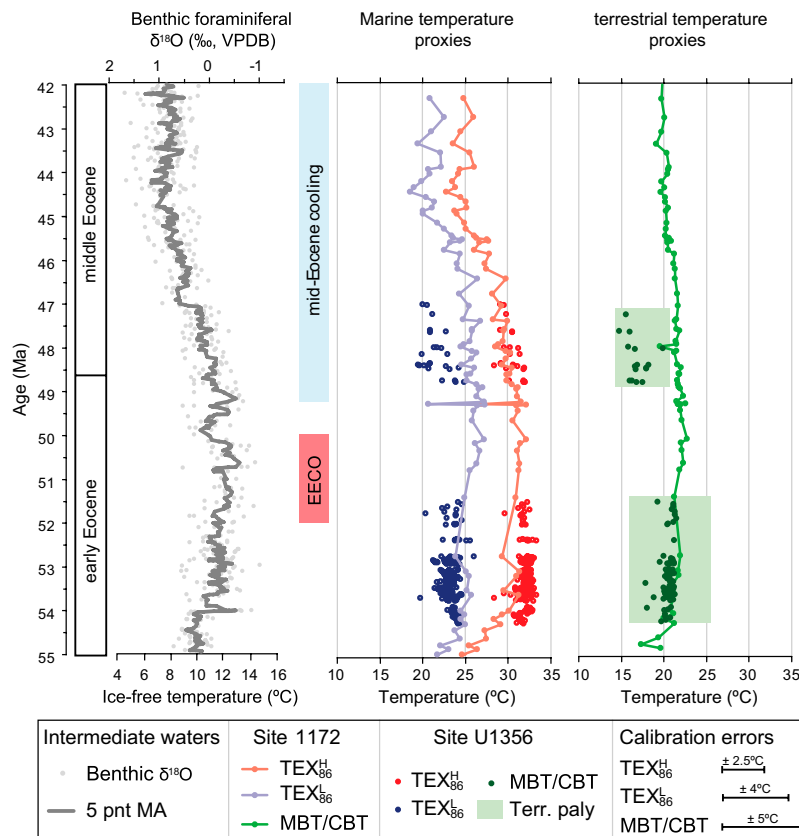 Benthic foraminiferal
δ¹⁸O (‰, VPDB)
2 1 0 -1
Marine temperature
proxies
terrestrial temperature
proxies
Age (Ma)
42
43
44
45
46
47
48
49
50
51
52
53
54
55
middle Eocene
early Eocene
mid-Eocene cooling
EECO
4 6 8 10 12 14 16
Ice-free temperature (ºC)
10 15 20 25 30 35
Temperature (ºC)
10 15 20 25 30 35
Temperature (ºC)
Intermediate waters
Benthic δ¹⁸O
5 pnt MA
Site 1172
TEX₈₆ᴴ
TEX₈₆ᴸ
MBT/CBT
Site U1356
TEX₈₆ᴴ
TEX₈₆ᴸ
MBT/CBT
Terr. paly
Calibration errors
TEX₈₆ᴴ ± 2.5ºC
TEX₈₆ᴸ ± 4ºC
MBT/CBT ± 5ºC